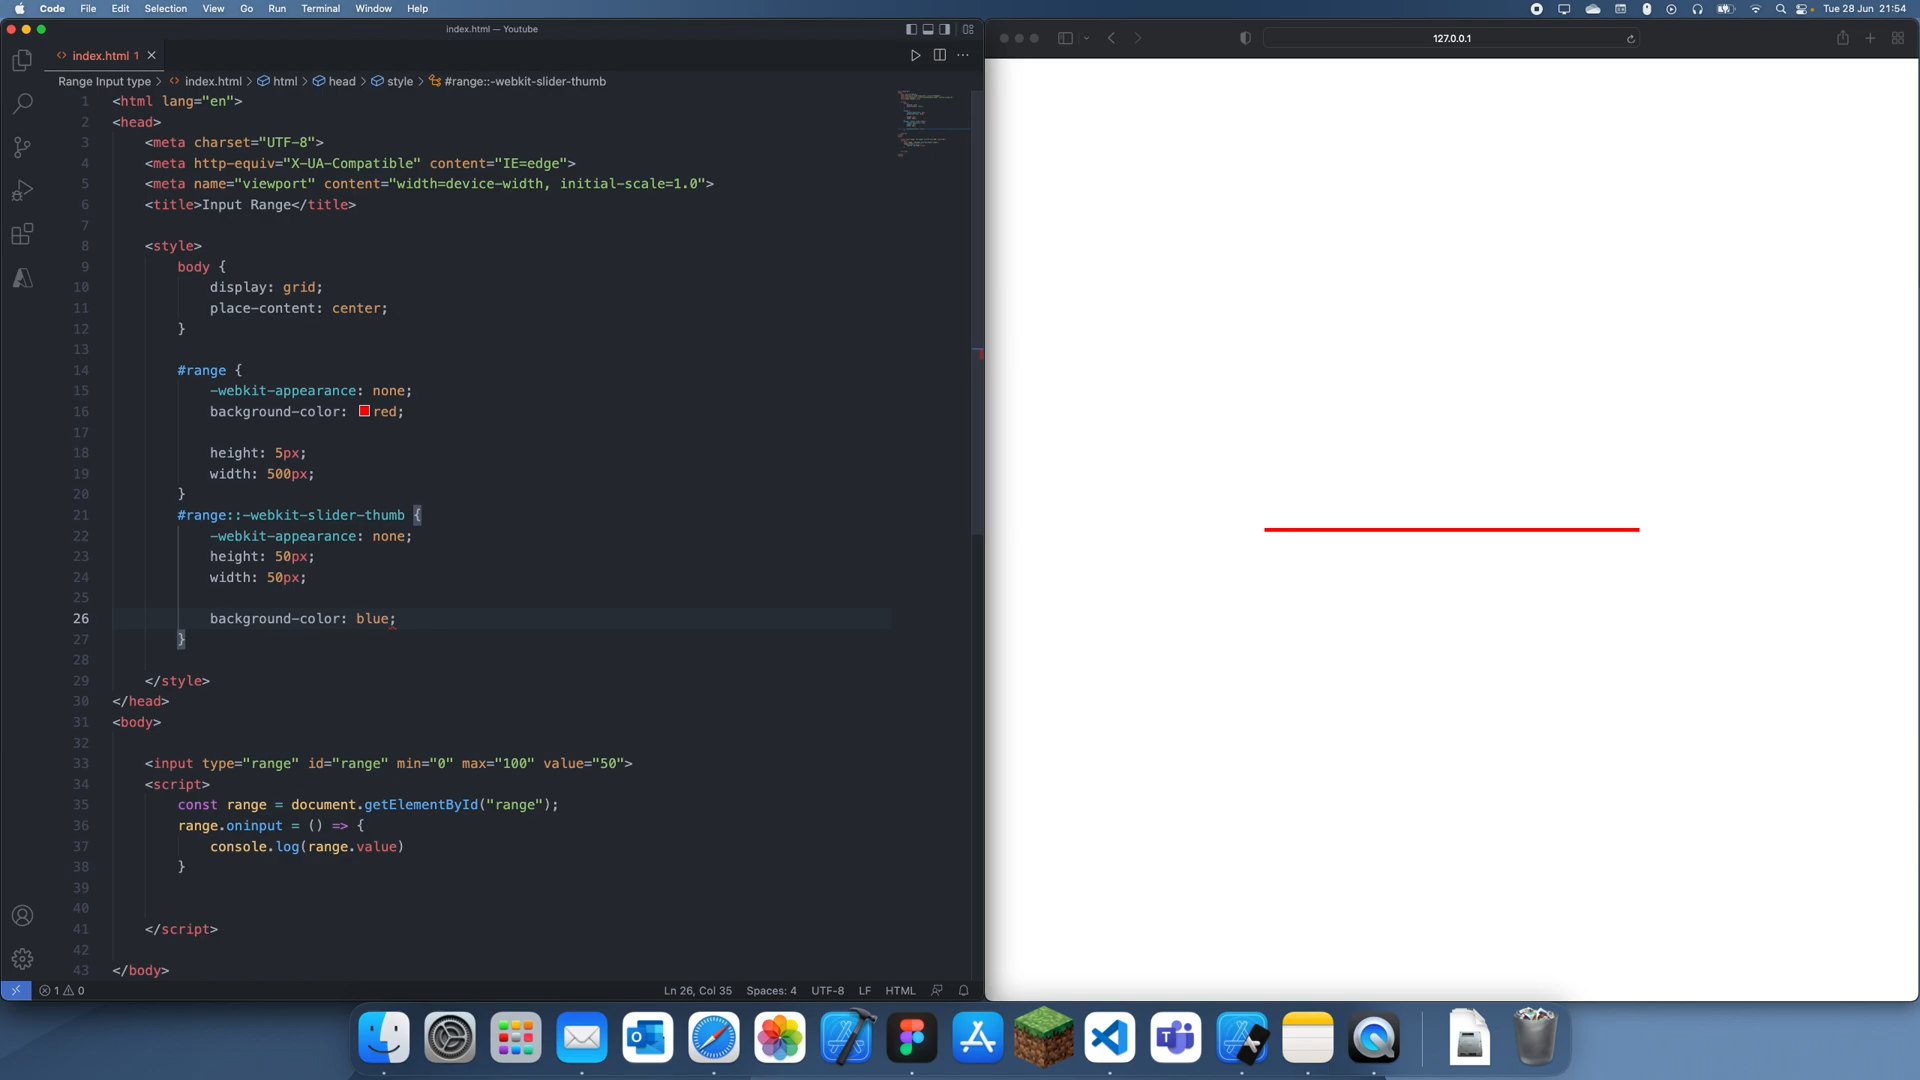 Code File Edit Selection View Go Run Terminal Window Help
Tue 28 Jun 21:54
index.html — Youtube
index.html 1
Range Input type > index.html > html > head > style > #range::-webkit-slider-thumb
127.0.0.1
1 <html lang="en">
2 <head>
3 <meta charset="UTF-8">
4 <meta http-equiv="X-UA-Compatible" content="IE=edge">
5 <meta name="viewport" content="width=device-width, initial-scale=1.0">
6 <title>Input Range</title>
7
8 <style>
9 body {
10 display: grid;
11 place-content: center;
12 }
13
14 #range {
15 -webkit-appearance: none;
16 background-color: red;
17
18 height: 5px;
19 width: 500px;
20 }
21 #range::-webkit-slider-thumb {
22 -webkit-appearance: none;
23 height: 50px;
24 width: 50px;
25
26 background-color: blue;
27 }
28
29 </style>
30 </head>
31 <body>
32
33 <input type="range" id="range" min="0" max="100" value="50">
34 <script>
35 const range = document.getElementById("range");
36 range.oninput = () => {
37 console.log(range.value)
38 }
39
40
41 </script>
42
43 </body>
1 0
Ln 26, Col 35 Spaces: 4 UTF-8 LF HTML